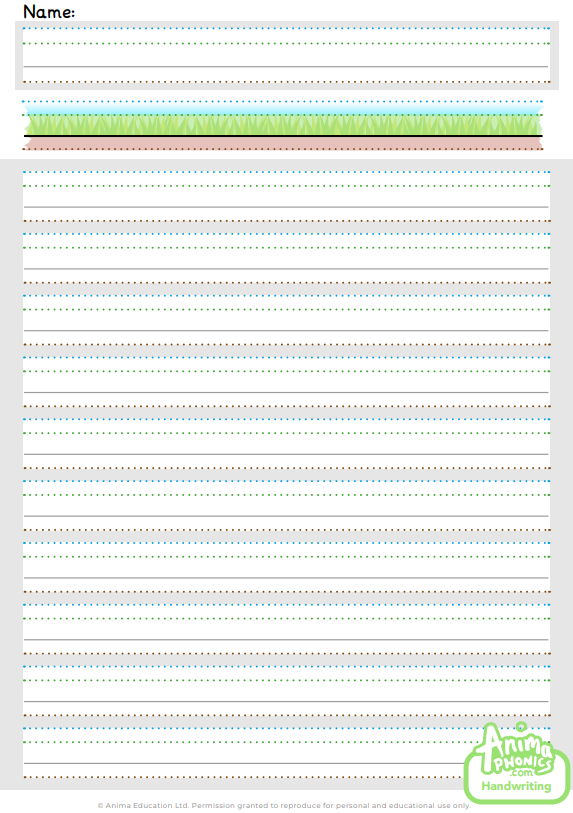 Name:
Anima
PHONICS
.com
Handwriting
© Anima Education Ltd. Permission granted to reproduce for personal and educational use only.